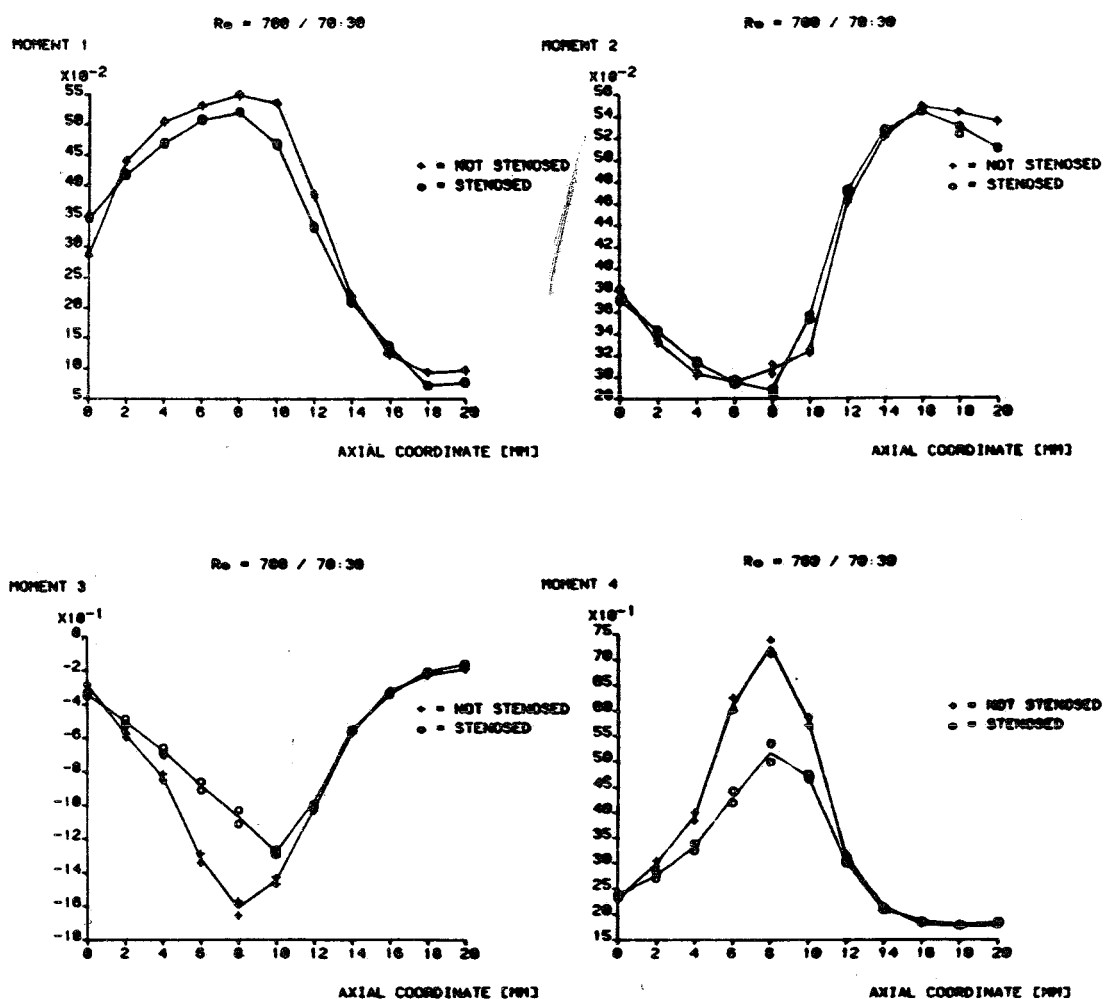 Re = 700 / 70:30
MOMENT 1
X10-2
55
50
45
40
35
30
25
20
15
10
5
0 2 4 6 8 10 12 14 16 18 20
+ = NOT STENOSED
o = STENOSED
AXIAL COORDINATE [MM]
Re = 700 / 70:30
MOMENT 2
X10-2
56
54
52
50
48
46
44
42
40
38
36
34
32
30
28
0 2 4 6 8 10 12 14 16 18 20
+ = NOT STENOSED
o = STENOSED
AXIAL COORDINATE [MM]
Re = 700 / 70:30
MOMENT 3
X10-1
0
-2
-4
-6
-8
-10
-12
-14
-16
-18
0 2 4 6 8 10 12 14 16 18 20
+ = NOT STENOSED
o = STENOSED
AXIAL COORDINATE [MM]
Re = 700 / 70:30
MOMENT 4
X10-1
75
70
65
60
55
50
45
40
35
30
25
20
15
0 2 4 6 8 10 12 14 16 18 20
+ = NOT STENOSED
o = STENOSED
AXIAL COORDINATE [MM]